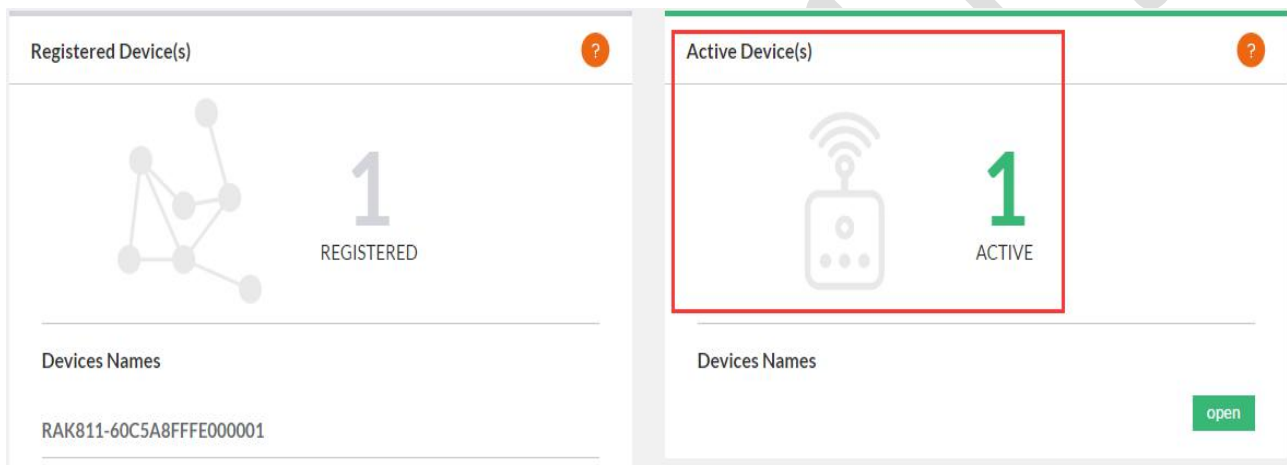 Registered Device(s)
?
1
REGISTERED
Devices Names
RAK811-60C5A8FFFE000001
Active Device(s)
?
1
ACTIVE
Devices Names
open